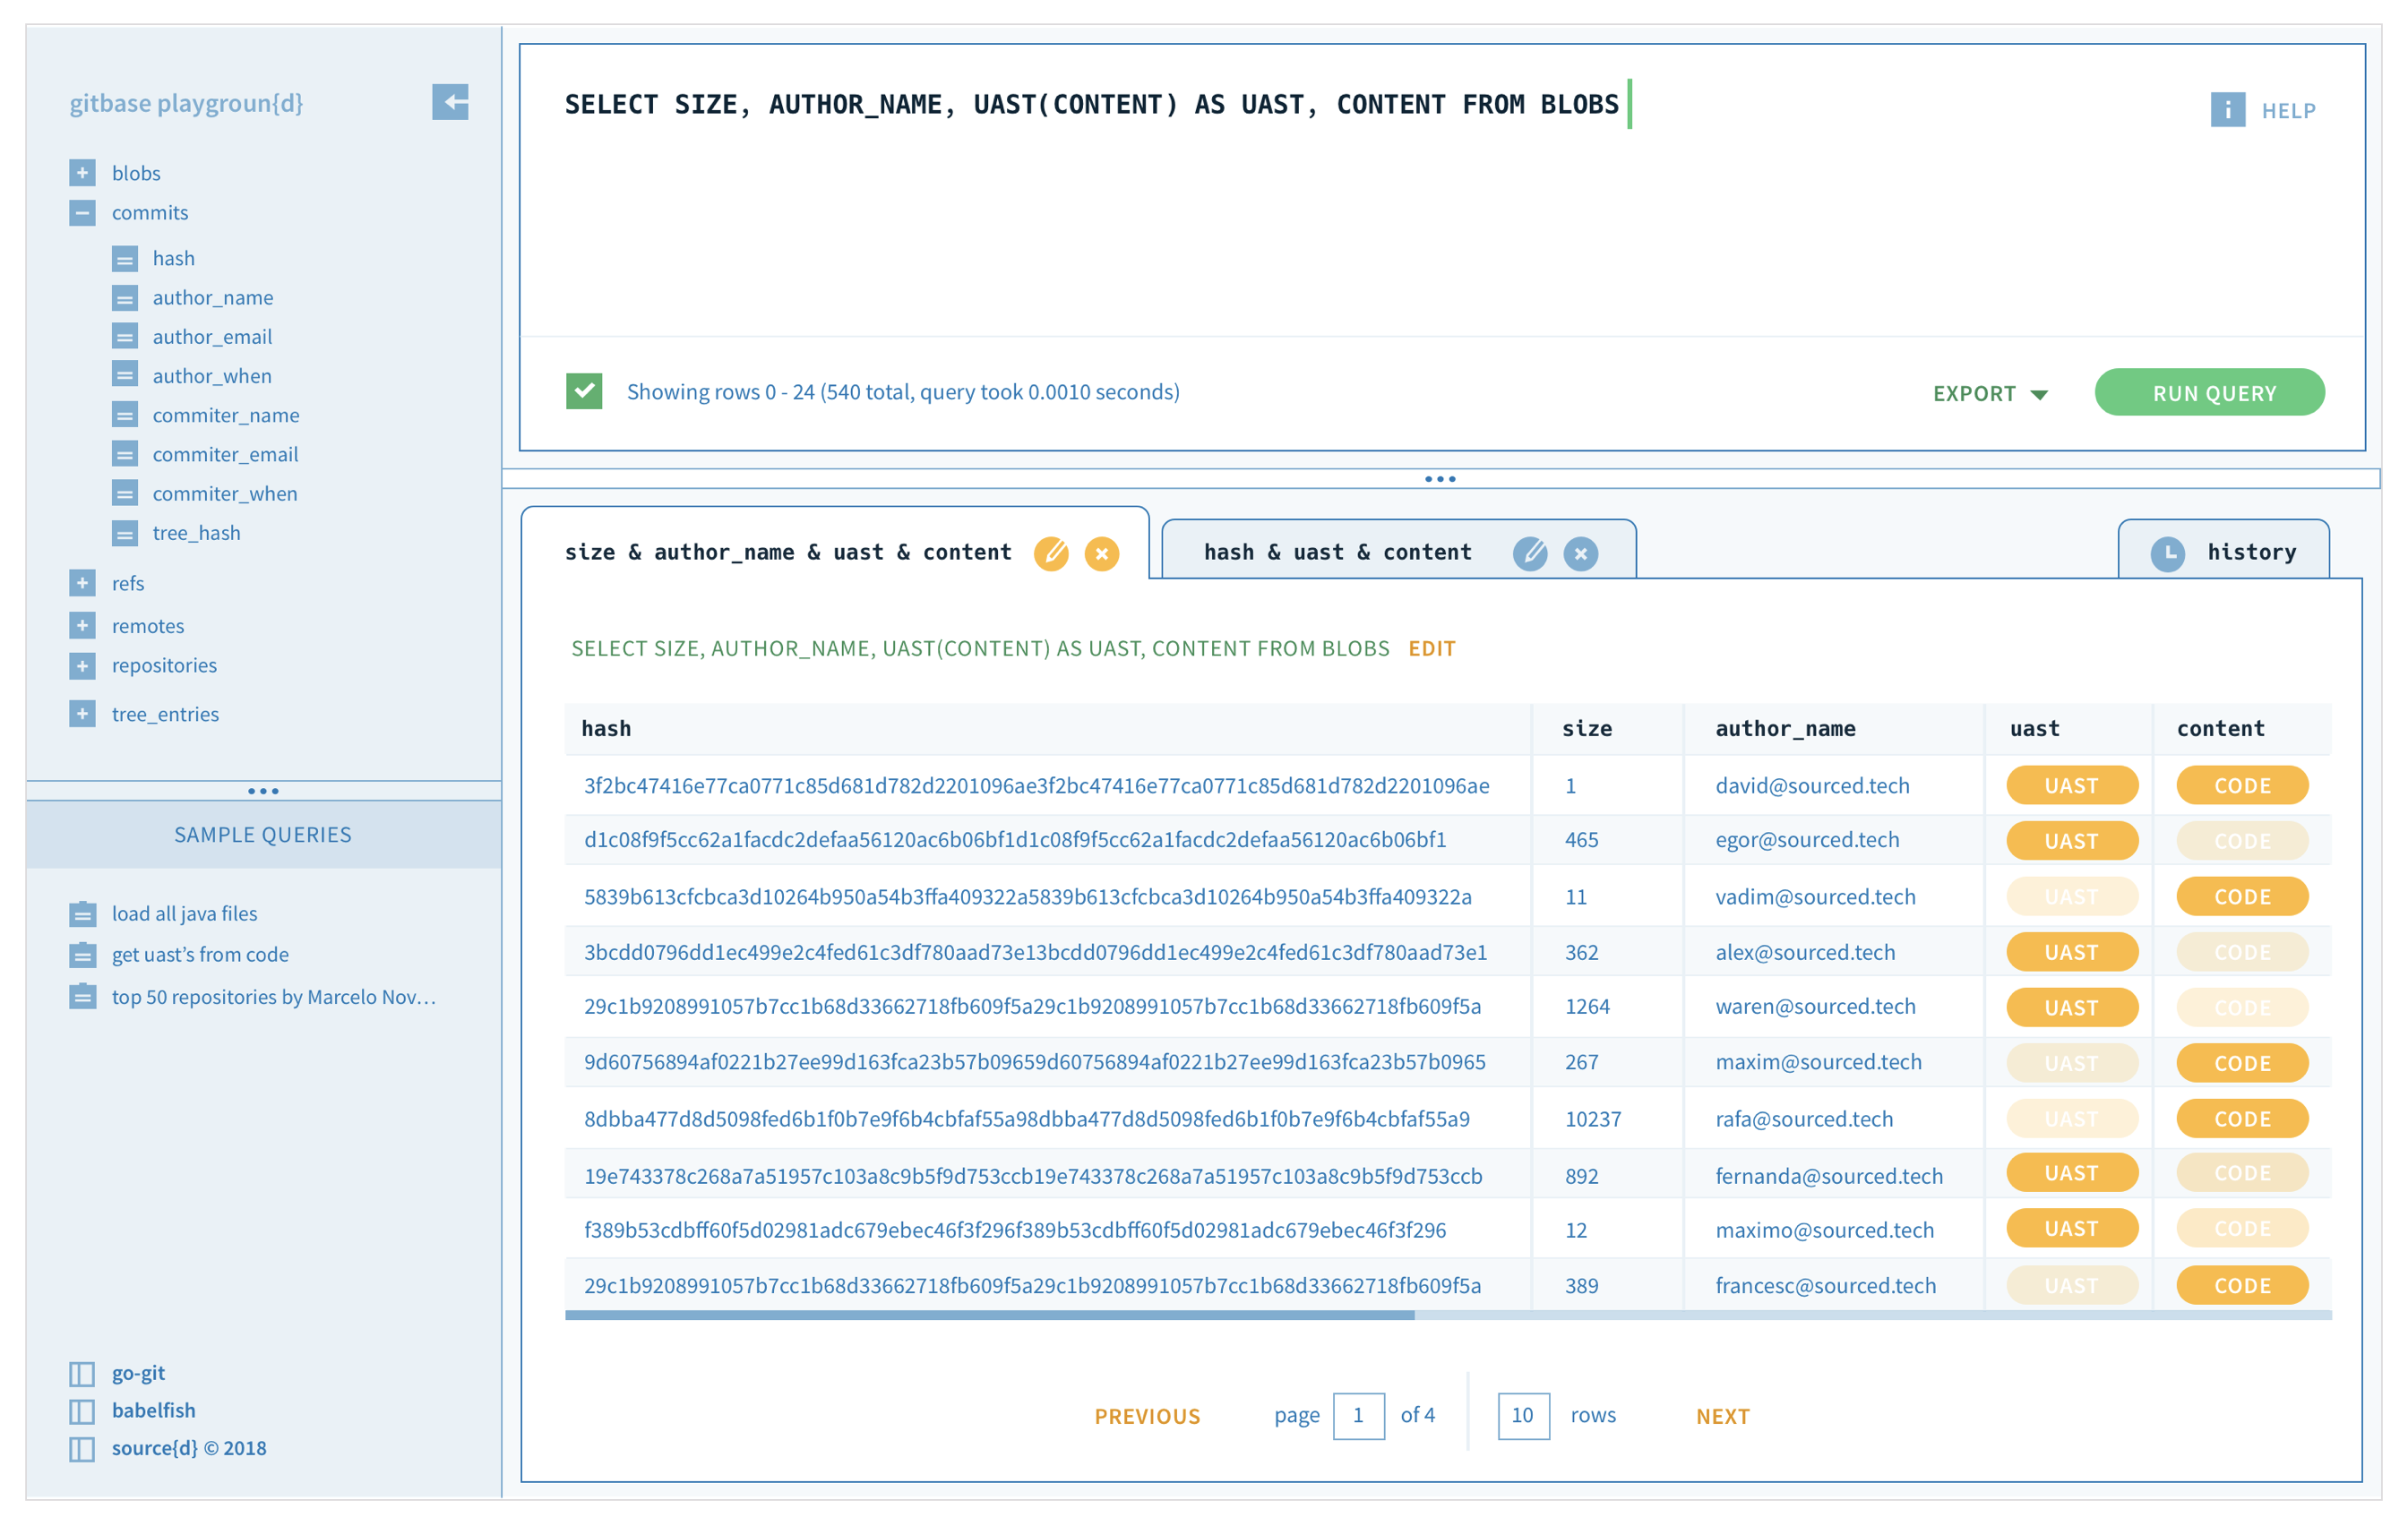 gitbase playgroun{d}
blobs
commits
hash
author_name
author_email
author_when
commiter_name
commiter_email
commiter_when
tree_hash
refs
remotes
repositories
tree_entries
SAMPLE QUERIES
load all java files
get uast’s from code
top 50 repositories by Marcelo Nov…
go-git
babelfish
source{d} © 2018
SELECT SIZE, AUTHOR_NAME, UAST(CONTENT) AS UAST, CONTENT FROM BLOBS
i HELP
Showing rows 0 - 24 (540 total, query took 0.0010 seconds)
EXPORT RUN QUERY
size & author_name & uast & content hash & uast & content history
SELECT SIZE, AUTHOR_NAME, UAST(CONTENT) AS UAST, CONTENT FROM BLOBS EDIT
hash size author_name uast content
3f2bc47416e77ca0771c85d681d782d2201096ae3f2bc47416e77ca0771c85d681d782d2201096ae 1 david@sourced.tech UAST CODE
d1c08f9f5cc62a1facdc2defaa56120ac6b06bf1d1c08f9f5cc62a1facdc2defaa56120ac6b06bf1 465 egor@sourced.tech UAST CODE
5839b613cfcbca3d10264b950a54b3ffa409322a5839b613cfcbca3d10264b950a54b3ffa409322a 11 vadim@sourced.tech UAST CODE
3bcdd0796dd1ec499e2c4fed61c3df780aad73e13bcdd0796dd1ec499e2c4fed61c3df780aad73e1 362 alex@sourced.tech UAST CODE
29c1b9208991057b7cc1b68d33662718fb609f5a29c1b9208991057b7cc1b68d33662718fb609f5a 1264 waren@sourced.tech UAST CODE
9d60756894af0221b27ee99d163fca23b57b09659d60756894af0221b27ee99d163fca23b57b0965 267 maxim@sourced.tech UAST CODE
8dbba477d8d5098fed6b1f0b7e9f6b4cbfaf55a98dbba477d8d5098fed6b1f0b7e9f6b4cbfaf55a9 10237 rafa@sourced.tech UAST CODE
19e743378c268a7a51957c103a8c9b5f9d753ccb19e743378c268a7a51957c103a8c9b5f9d753ccb 892 fernanda@sourced.tech UAST CODE
f389b53cdbff60f5d02981adc679ebec46f3f296f389b53cdbff60f5d02981adc679ebec46f3f296 12 maximo@sourced.tech UAST CODE
29c1b9208991057b7cc1b68d33662718fb609f5a29c1b9208991057b7cc1b68d33662718fb609f5a 389 francesc@sourced.tech UAST CODE
PREVIOUS page 1 of 4 10 rows NEXT